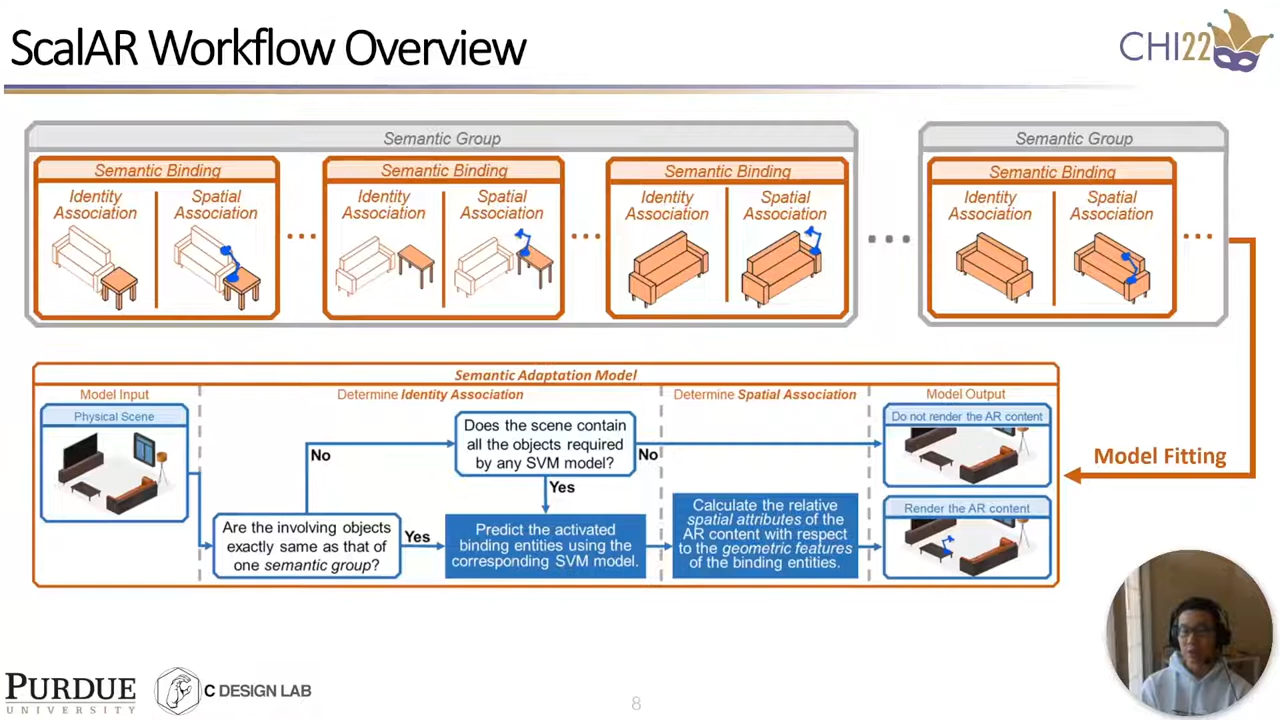 ScalAR Workflow Overview
CHI22
Semantic Group
Semantic Binding
Identity
Association
Spatial
Association
Semantic Binding
Identity
Association
Spatial
Association
Semantic Binding
Identity
Association
Spatial
Association
Semantic Group
Semantic Binding
Identity
Association
Spatial
Association
Semantic Adaptation Model
Model Input
Determine Identity Association
Determine Spatial Association
Model Output
Physical Scene
Are the involving objects
exactly same as that of
one semantic group?
No
Yes
Does the scene contain
all the objects required
by any SVM model?
No
Yes
Predict the activated
binding entities using the
corresponding SVM model.
Calculate the relative
spatial attributes of the
AR content with respect
to the geometric features
of the binding entities.
Do not render the AR content
Render the AR content
Model Fitting
PURDUE
UNIVERSITY
C DESIGN LAB
8